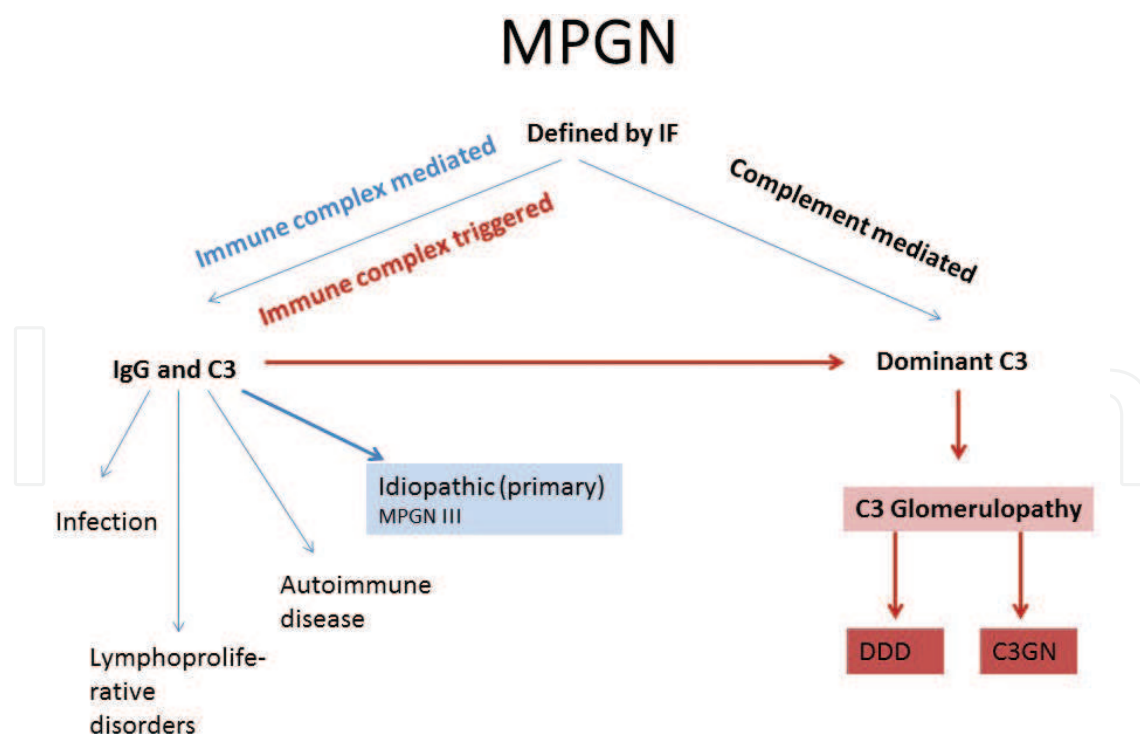 MPGN
Defined by IF
Immune complex mediated
Immune complex triggered
Complement mediated
IgG and C3
Dominant C3
Infection
Lymphoprolife-
rative
disorders
Autoimmune
disease
Idiopathic (primary)
MPGN III
C3 Glomerulopathy
DDD
C3GN